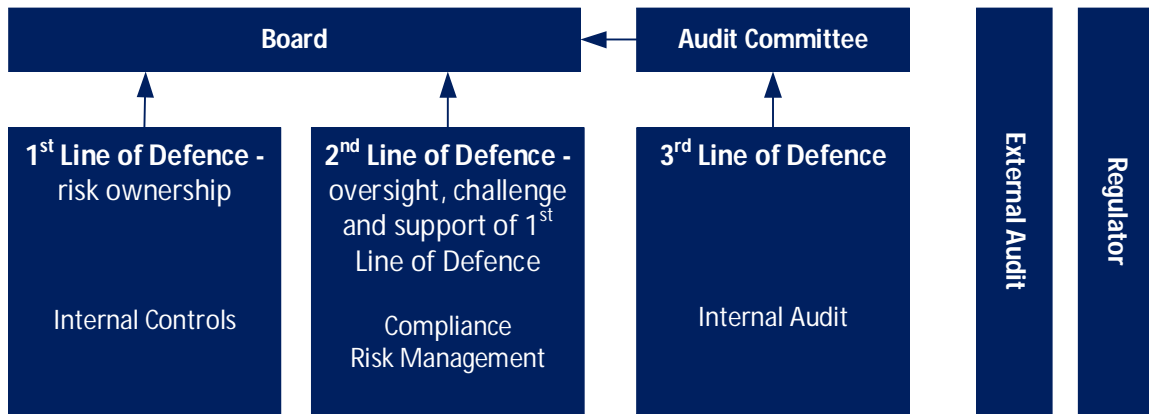 Board
Audit Committee
1st Line of Defence -
risk ownership
Internal Controls
2nd Line of Defence -
oversight, challenge
and support of 1st
Line of Defence
Compliance
Risk Management
3rd Line of Defence
Internal Audit
External Audit
Regulator